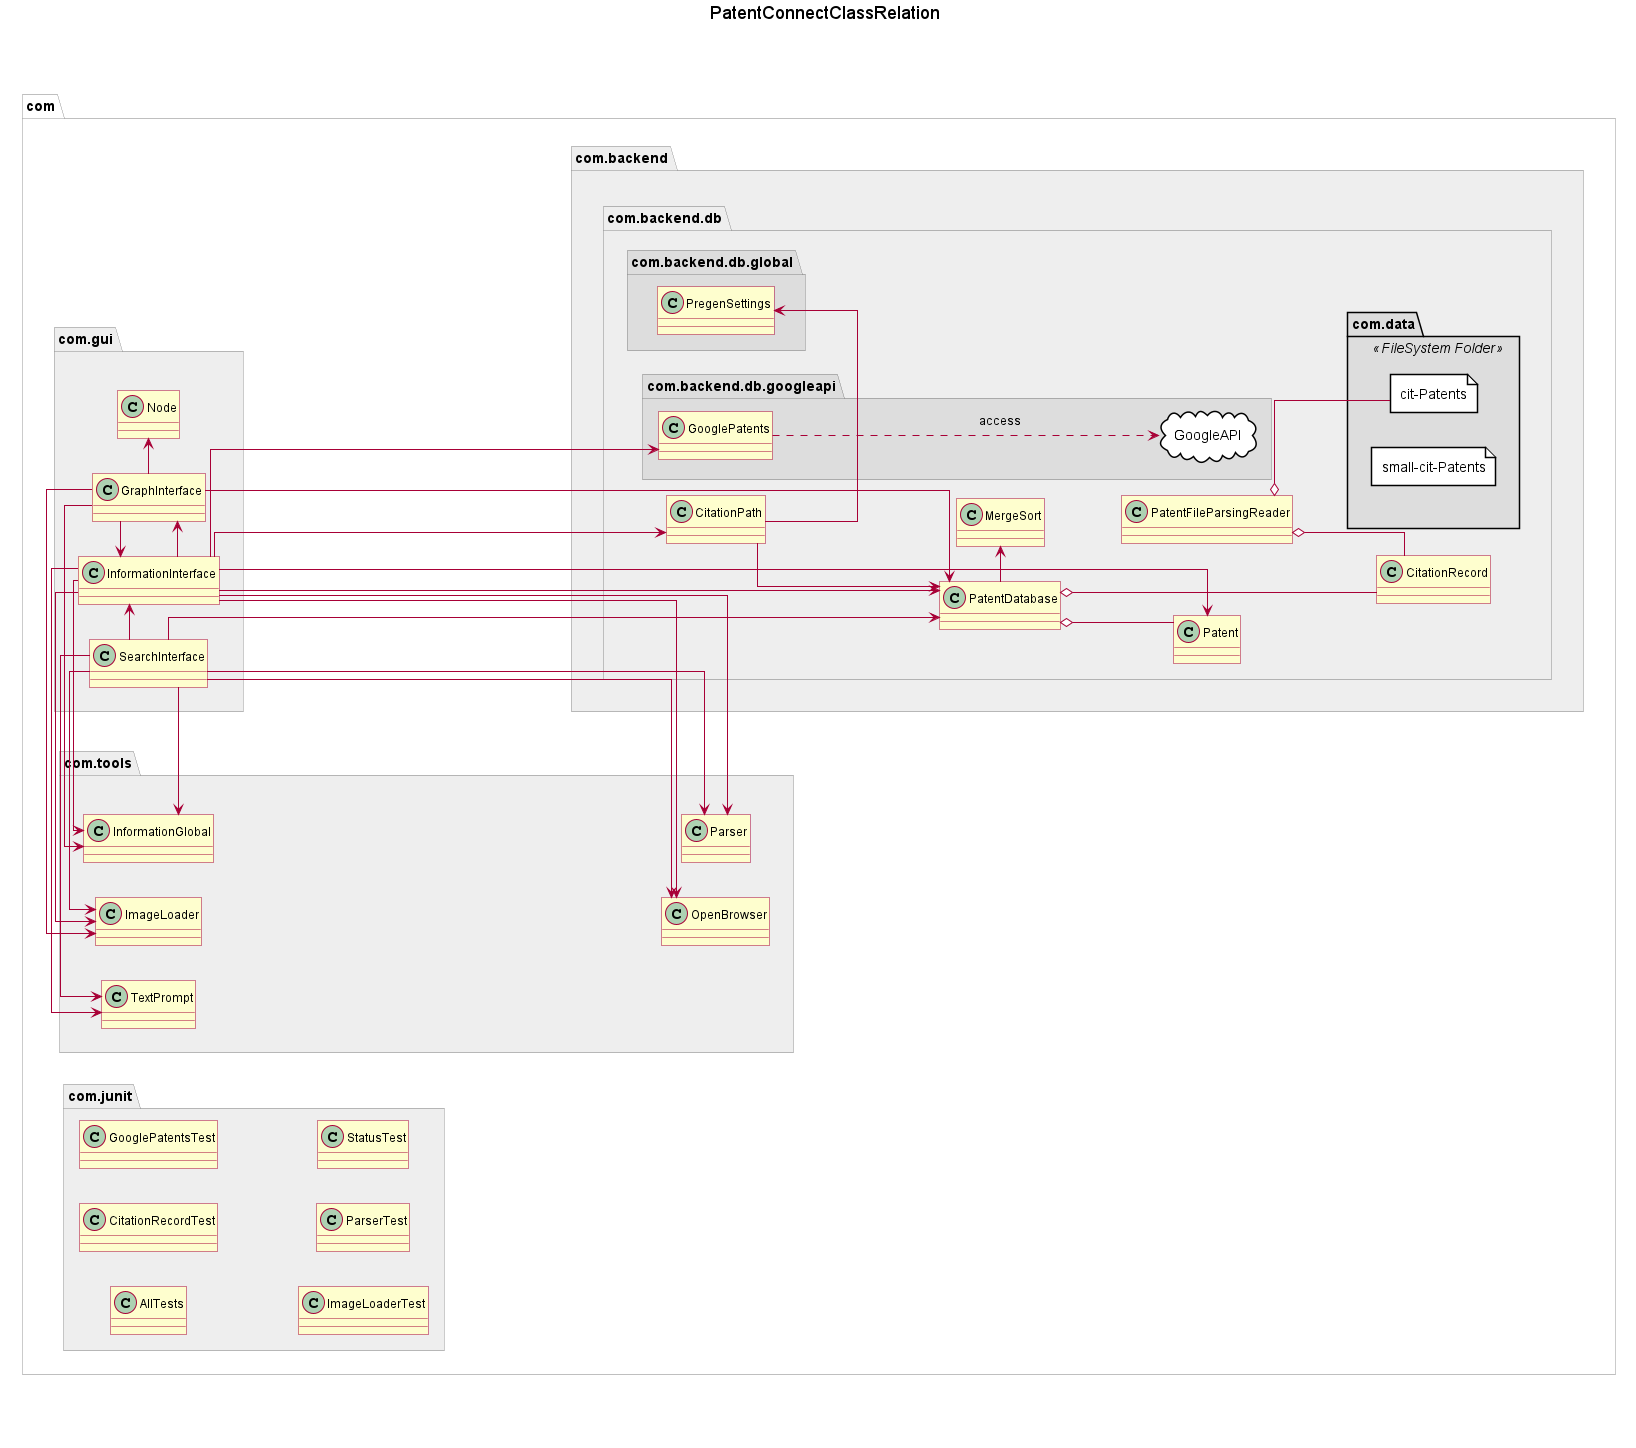 PatentConnectClassRelation
com
com.backend
com.backend.db
com.backend.db.global
C PregenSettings
com.data
« FileSystem Folder»
cit-Patents
small-cit-Patents
com.backend.db.googleapi
C GooglePatents
access
GoogleAPI
C CitationPath
C MergeSort
C PatentFileParsingReader
C CitationRecord
C PatentDatabase
C Patent
com.gui
C Node
C GraphInterface
C InformationInterface
C SearchInterface
com.tools
C InformationGlobal
C Parser
C ImageLoader
C OpenBrowser
C TextPrompt
com.junit
C GooglePatentsTest
C StatusTest
C CitationRecordTest
C ParserTest
C AllTests
C ImageLoaderTest